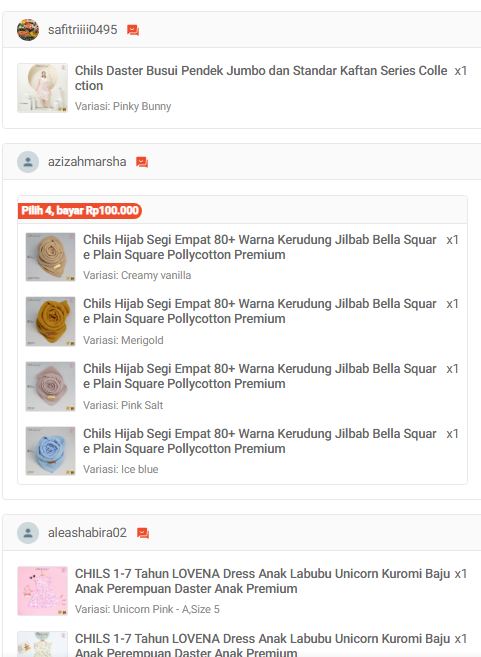 safitriiii0495
Chils Daster Busui Pendek Jumbo dan Standar Kaftan Series Colle x1
ction
Variasi: Pinky Bunny
azizahmarsha
Pilih 4, bayar Rp100.000
Chils Hijab Segi Empat 80+ Warna Kerudung Jilbab Bella Squar x1
e Plain Square Pollycotton Premium
Variasi: Creamy vanilla
Chils Hijab Segi Empat 80+ Warna Kerudung Jilbab Bella Squar x1
e Plain Square Pollycotton Premium
Variasi: Merigold
Chils Hijab Segi Empat 80+ Warna Kerudung Jilbab Bella Squar x1
e Plain Square Pollycotton Premium
Variasi: Pink Salt
Chils Hijab Segi Empat 80+ Warna Kerudung Jilbab Bella Squar x1
e Plain Square Pollycotton Premium
Variasi: Ice blue
aleashabira02
CHILS 1-7 Tahun LOVENA Dress Anak Labubu Unicorn Kuromi Baju x1
Anak Perempuan Daster Anak Premium
Variasi: Unicorn Pink - A,Size 5
CHILS 1-7 Tahun LOVENA Dress Anak Labubu Unicorn Kuromi Baju x1
Anak Perempuan Daster Anak Premium